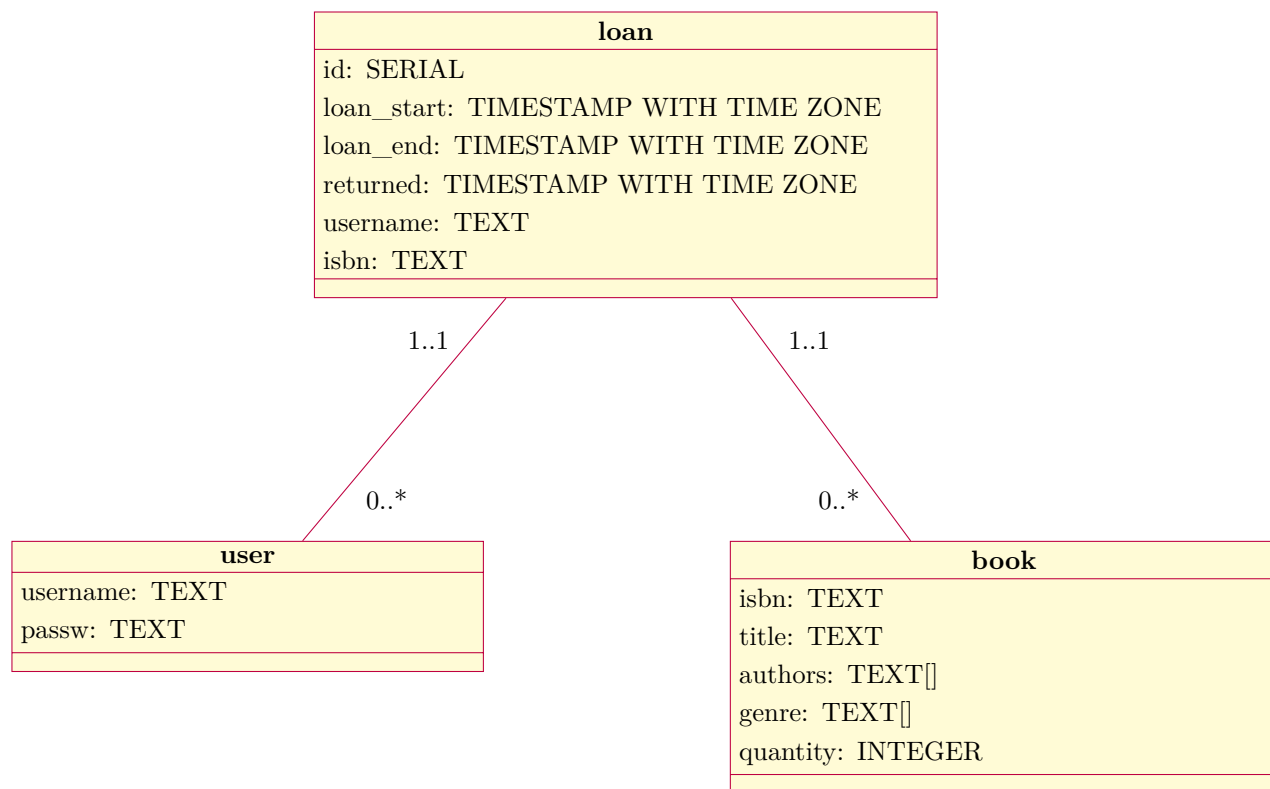 loan
id: SERIAL
loan_start: TIMESTAMP WITH TIME ZONE
loan_end: TIMESTAMP WITH TIME ZONE
returned: TIMESTAMP WITH TIME ZONE
username: TEXT
isbn: TEXT
1..1
1..1
0..*
0..*
user
username: TEXT
passw: TEXT
book
isbn: TEXT
title: TEXT
authors: TEXT[]
genre: TEXT[]
quantity: INTEGER